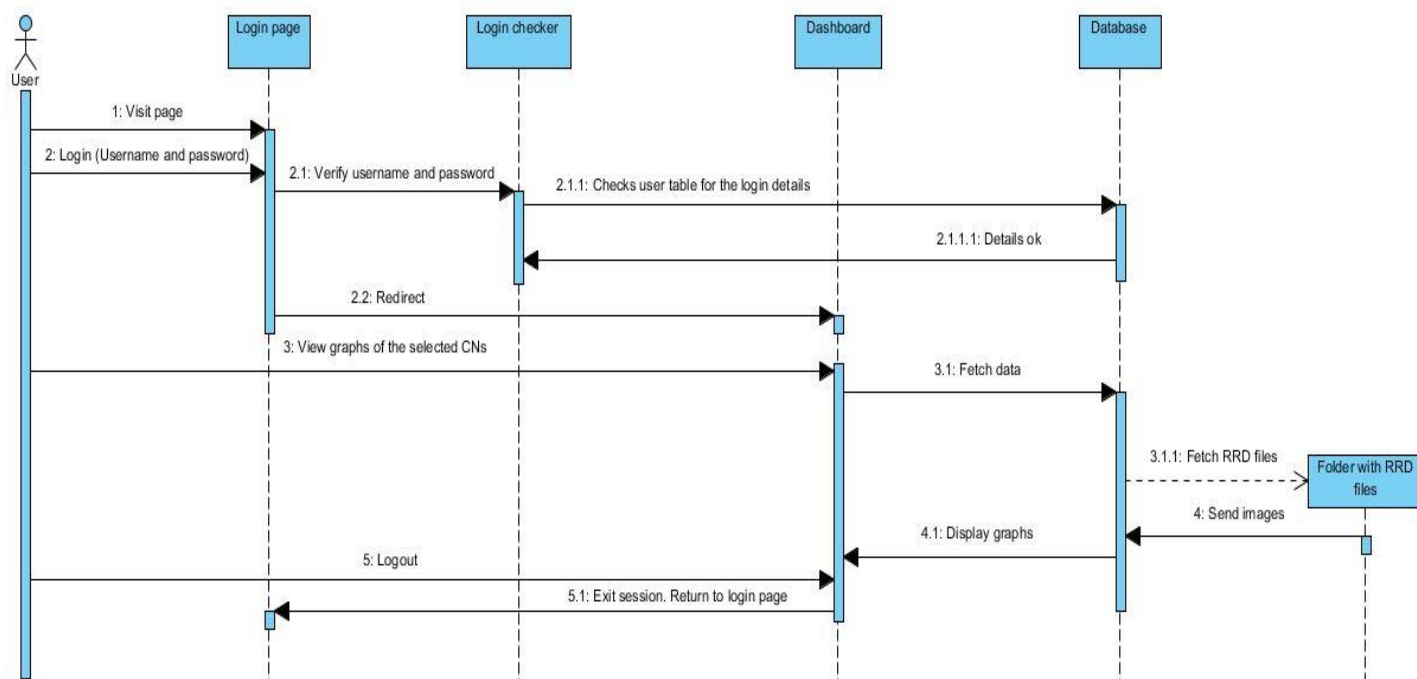 Login page
Login checker
Dashboard
Database
User
1: Visit page
2: Login (Username and password)
2.1: Verify username and password
2.1.1: Checks user table for the login details
2.1.1.1: Details ok
2.2: Redirect
3: View graphs of the selected CNs
3.1: Fetch data
3.1.1: Fetch RRD files
Folder with RRD
files
4: Send images
4.1: Display graphs
5: Logout
5.1: Exit session. Return to login page